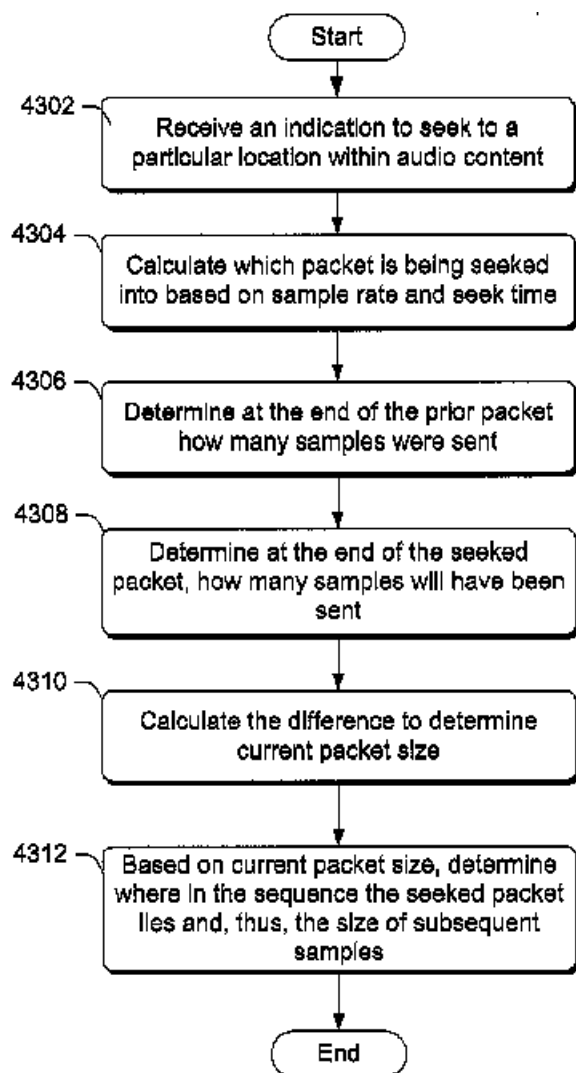 Start
4302
Receive an indication to seek to a
particular location within audio content
4304
Calculate which packet is being seeked
into based on sample rate and seek time
4306
Determine at the end of the prior packet
how many samples were sent
4308
Determine at the end of the seeked
packet, how many samples will have been
sent
4310
Calculate the difference to determine
current packet size
4312
Based on current packet size, determine
where in the sequence the seeked packet
lies and, thus, the size of subsequent
samples
End